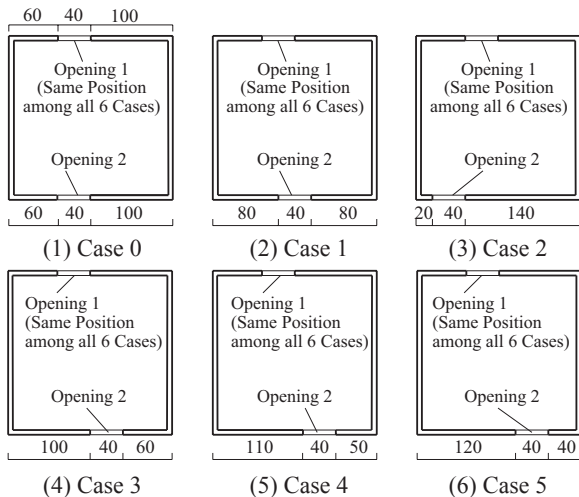 60 40 100
Opening 1
(Same Position
among all 6 Cases)
Opening 2
60 40 100
(1) Case 0
Opening 1
(Same Position
among all 6 Cases)
Opening 2
80 40 80
(2) Case 1
Opening 1
(Same Position
among all 6 Cases)
Opening 2
20 40 140
(3) Case 2
Opening 1
(Same Position
among all 6 Cases)
Opening 2
100 40 60
(4) Case 3
Opening 1
(Same Position
among all 6 Cases)
Opening 2
110 40 50
(5) Case 4
Opening 1
(Same Position
among all 6 Cases)
Opening 2
120 40 40
(6) Case 5